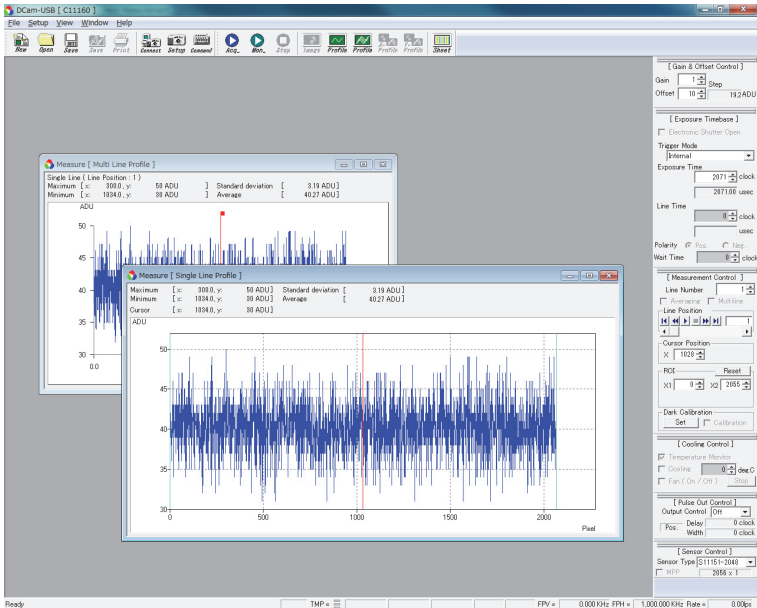 DCam-USB [ C11160 ]
File Setup View Window Help
New Open Save Save Print Connect Setup Command Acq_ Mon_ Stop Image Profile Profile Profile Profile Sheet
Measure [ Multi Line Profile ]
Single Line ( Line Position : 1 )
Maximum [ x: 300.0, y: 50 ADU ] Standard deviation [ 3.19 ADU ]
Minimum [ x: 1034.0, y: 30 ADU ] Average [ 40.27 ADU ]
ADU
50
45
40
35
30
0.0
Measure [ Single Line Profile ]
Maximum [ x: 300.0, y: 50 ADU ] Standard deviation [ 3.19 ADU ]
Minimum [ x: 1034.0, y: 30 ADU ] Average [ 40.27 ADU ]
Cursor [ x: 1034.0, y: 30 ADU ]
ADU
50
45
40
35
30
0 500 1000 1500 2000
Pixel
[ Gain & Offset Control ]
Gain 1 Step
Offset 10 19.2 ADU
[ Exposure Timebase ]
Electronic Shutter Open
Trigger Mode
Internal
Exposure Time
2071 clock
2071.00 usec
Line Time
0 clock
usec
Polarity Pos. Neg.
Wait Time 0 clock
[ Measurement Control ]
Line Number 1
Averaging Multiline
Line Position
1
Cursor Position
X 1028
ROI Reset
X1 0 X2 2055
Dark Calibration
Set Calibration
[ Cooling Control ]
Temperature Monitor
Cooling 0 deg.C
Fan ( On / Off ) Stop
[ Pulse Out Control ]
Output Control Off
Pos. Delay 0 clock
Width 0 clock
[ Sensor Control ]
Sensor Type S11151-2048
MPP 2056 x 1
Ready TMP = FPV = 0.000 KHz FPH = 1,000.000 KHz Rate = 0.00lps